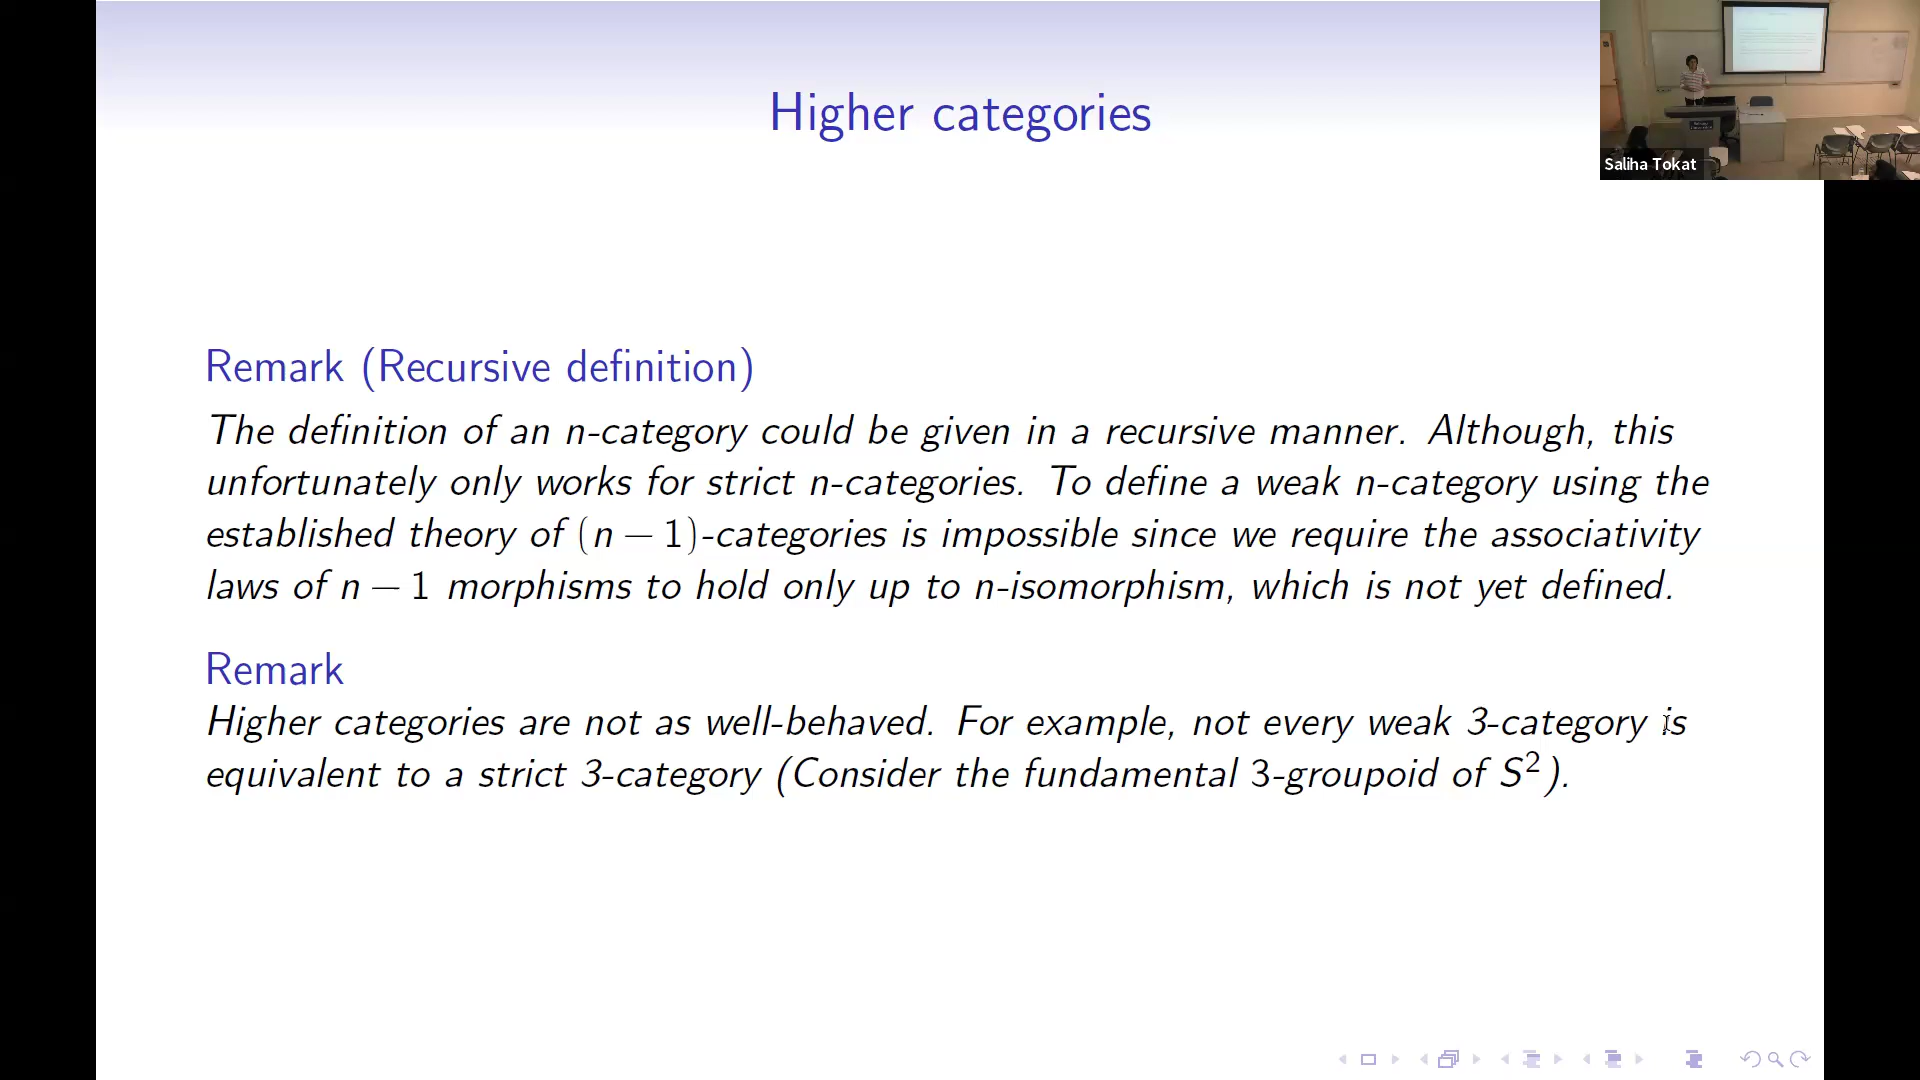 Higher categories
Saliha Tokat
Remark (Recursive definition)
The definition of an n-category could be given in a recursive manner. Although, this
unfortunately only works for strict n-categories. To define a weak n-category using the
established theory of (n − 1)-categories is impossible since we require the associativity
laws of n − 1 morphisms to hold only up to n-isomorphism, which is not yet defined.
Remark
Higher categories are not as well-behaved. For example, not every weak 3-category is
equivalent to a strict 3-category (Consider the fundamental 3-groupoid of S²).